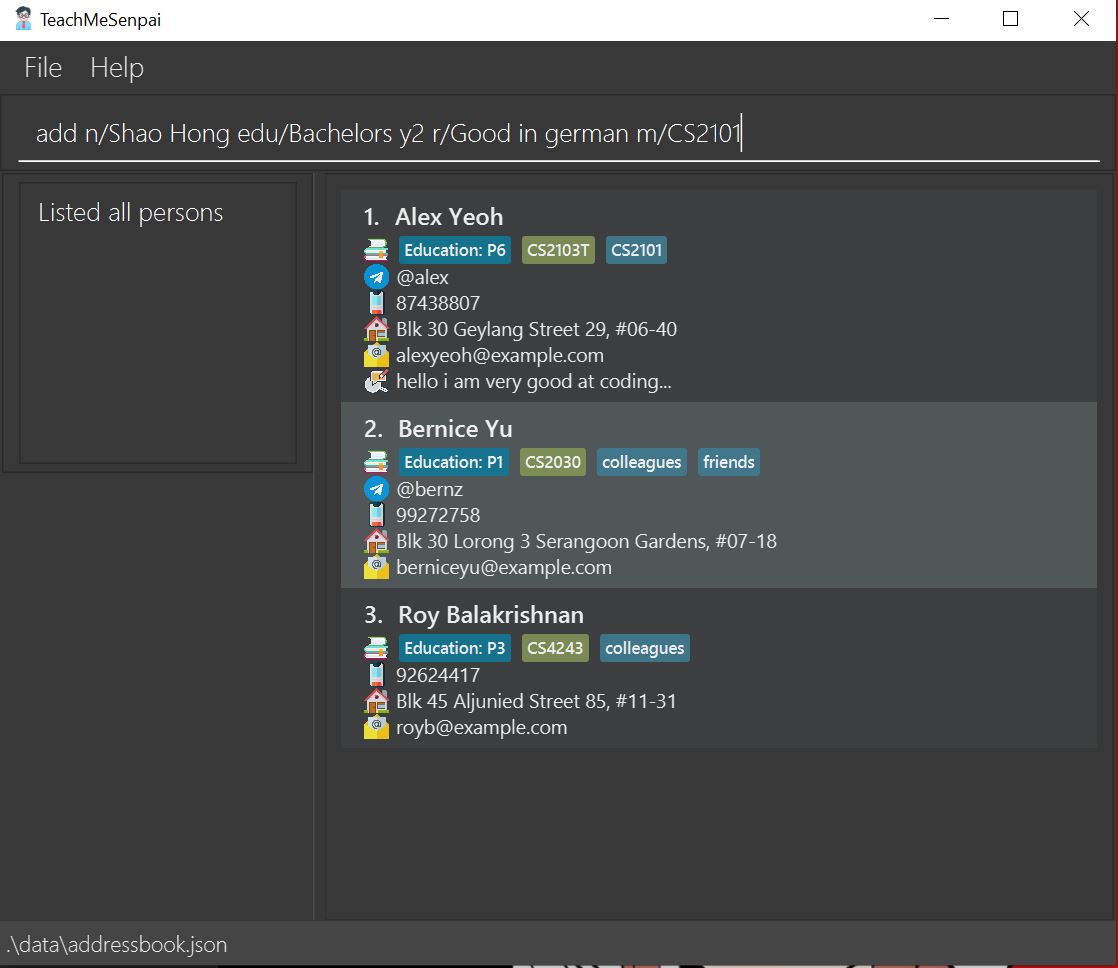 TeachMeSenpai
File Help
add n/Shao Hong edu/Bachelors y2 r/Good in german m/CS2101
Listed all persons
1. Alex Yeoh
Education: P6 CS2103T CS2101
@alex
87438807
Blk 30 Geylang Street 29, #06-40
alexyeoh@example.com
hello i am very good at coding...
2. Bernice Yu
Education: P1 CS2030 colleagues friends
@bernz
99272758
Blk 30 Lorong 3 Serangoon Gardens, #07-18
berniceyu@example.com
3. Roy Balakrishnan
Education: P3 CS4243 colleagues
92624417
Blk 45 Aljunied Street 85, #11-31
royb@example.com
.\data\addressbook.json